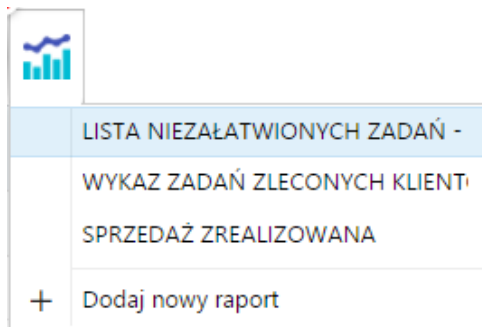 LISTA NIEZAŁATWIONYCH ZADAŃ -
WYKAZ ZADAŃ ZLECONYCH KLIENT
SPRZEDAŻ ZREALIZOWANA
+ Dodaj nowy raport